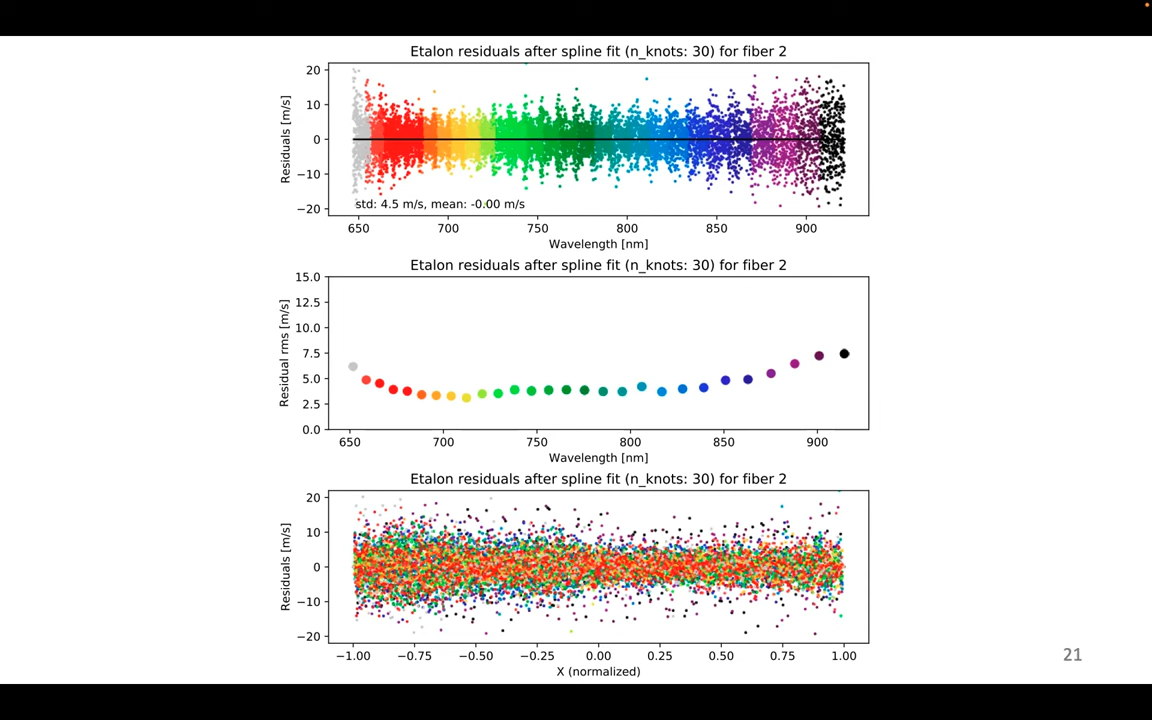 Etalon residuals after spline fit (n_knots: 30) for fiber 2
Residuals [m/s]
20
10
0
−10
−20
std: 4.5 m/s, mean: -0.00 m/s
650 700 750 800 850 900
Wavelength [nm]
Etalon residuals after spline fit (n_knots: 30) for fiber 2
Residual rms [m/s]
15.0
12.5
10.0
7.5
5.0
2.5
0.0
650 700 750 800 850 900
Wavelength [nm]
Etalon residuals after spline fit (n_knots: 30) for fiber 2
Residuals [m/s]
20
10
0
−10
−20
−1.00 −0.75 −0.50 −0.25 0.00 0.25 0.50 0.75 1.00
X (normalized)
21